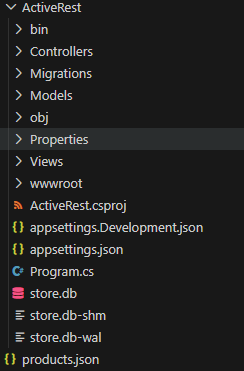 ActiveRest
bin
Controllers
Migrations
Models
obj
Properties
Views
wwwroot
ActiveRest.csproj
{} appsettings.Development.json
{} appsettings.json
C# Program.cs
store.db
store.db-shm
store.db-wal
{} products.json